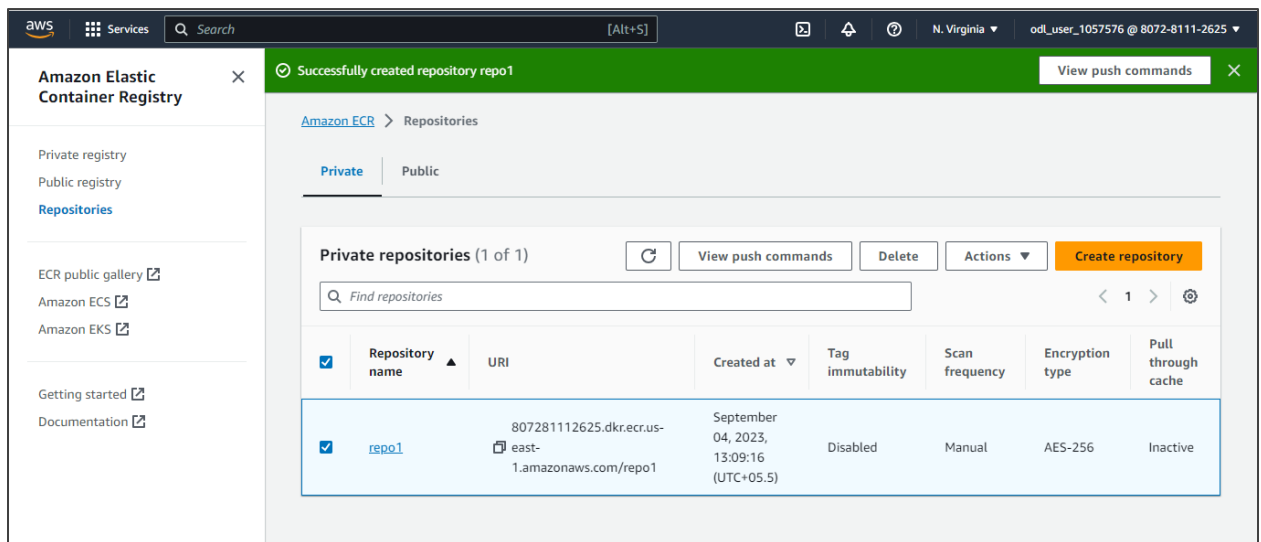 aws
Services
Search
[Alt+S]
N. Virginia ▼
odl_user_1057576 @ 8072-8111-2625 ▼
Amazon Elastic
Container Registry
Private registry
Public registry
Repositories
ECR public gallery
Amazon ECS
Amazon EKS
Getting started
Documentation
Successfully created repository repo1
View push commands
Amazon ECR > Repositories
Private
Public
Private repositories (1 of 1)
View push commands
Delete
Actions ▼
Create repository
Find repositories
< 1 >
Repository
name
URI
Created at
Tag
immutability
Scan
frequency
Encryption
type
Pull
through
cache
repo1
807281112625.dkr.ecr.us-
east-
1.amazonaws.com/repo1
September
04, 2023,
13:09:16
(UTC+05.5)
Disabled
Manual
AES-256
Inactive